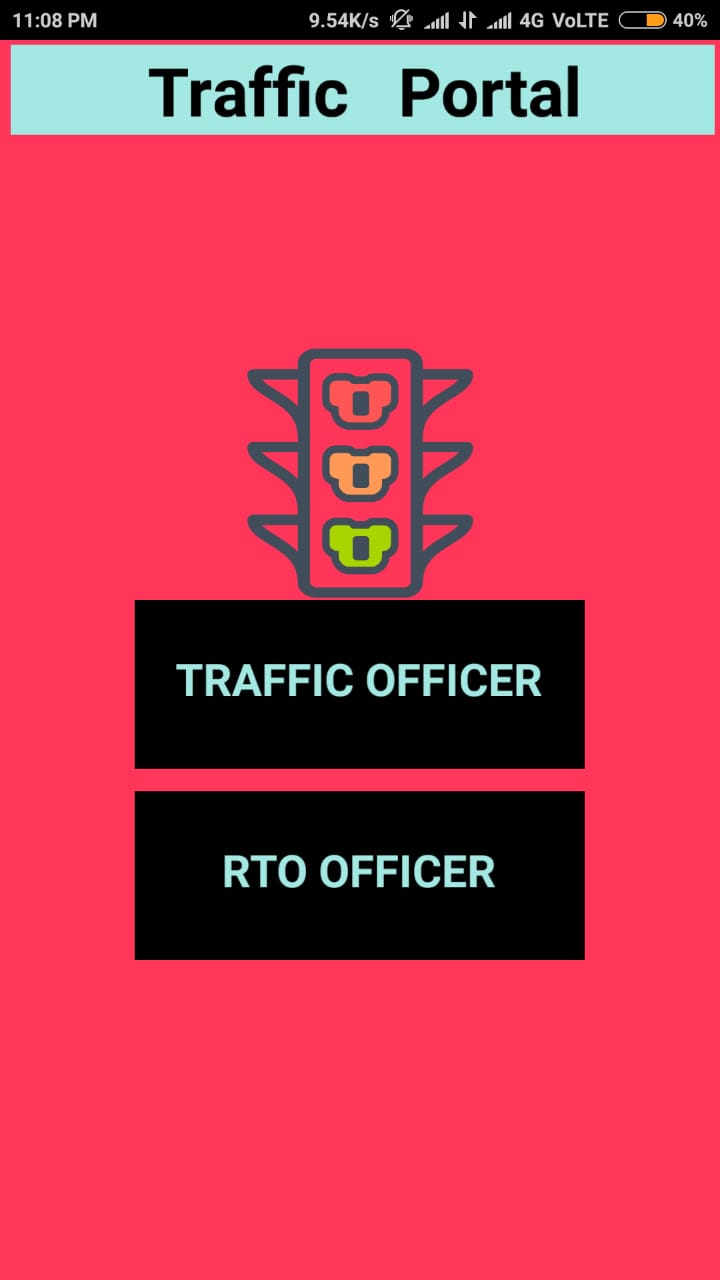 11:08 PM 9.54K/s 4G VoLTE 40%
Traffic Portal
TRAFFIC OFFICER
RTO OFFICER